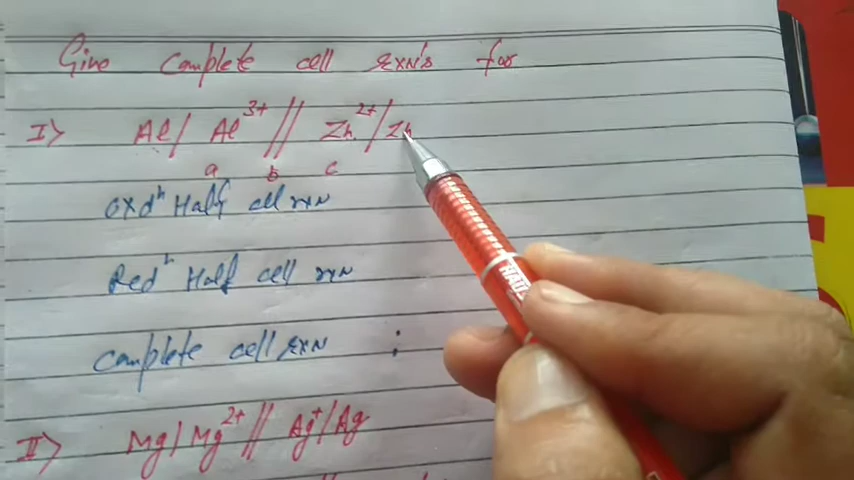 Give Complete cell rxn's for
I> Al/ Al3+ // Zn2+/Zn
a b c
oxdn Half cell rxn
Redn Half cell rxn
complete cell rxn :
II> Mg/Mg2+// Ag+/Ag